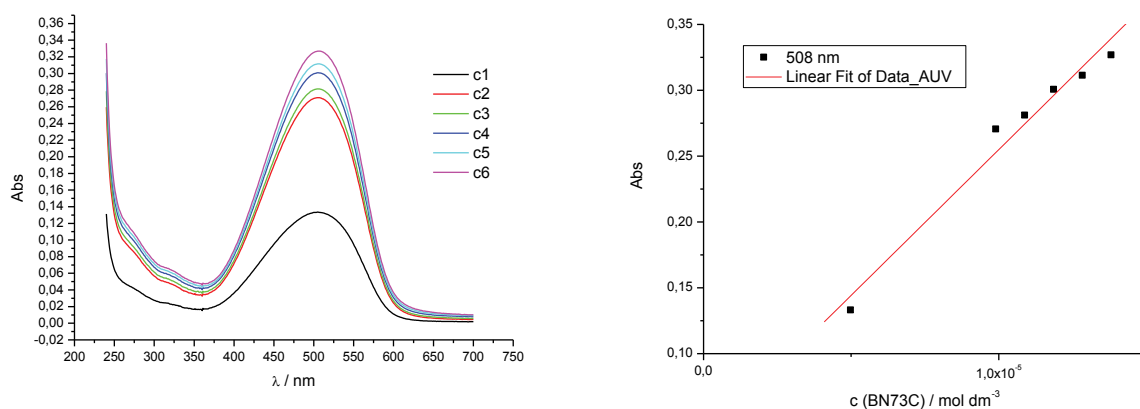 0,36
0,34
0,32
0,30
0,28
0,26
0,24
0,22
0,20
0,18
0,16
0,14
0,12
0,10
0,08
0,06
0,04
0,02
0,00
-0,02
Abs
200 250 300 350 400 450 500 550 600 650 700 750
λ / nm
c1
c2
c3
c4
c5
c6
0,35
0,30
0,25
0,20
0,15
0,10
Abs
508 nm
Linear Fit of Data_AUV
0,0 1,0x10⁻⁵
c (BN73C) / mol dm⁻³